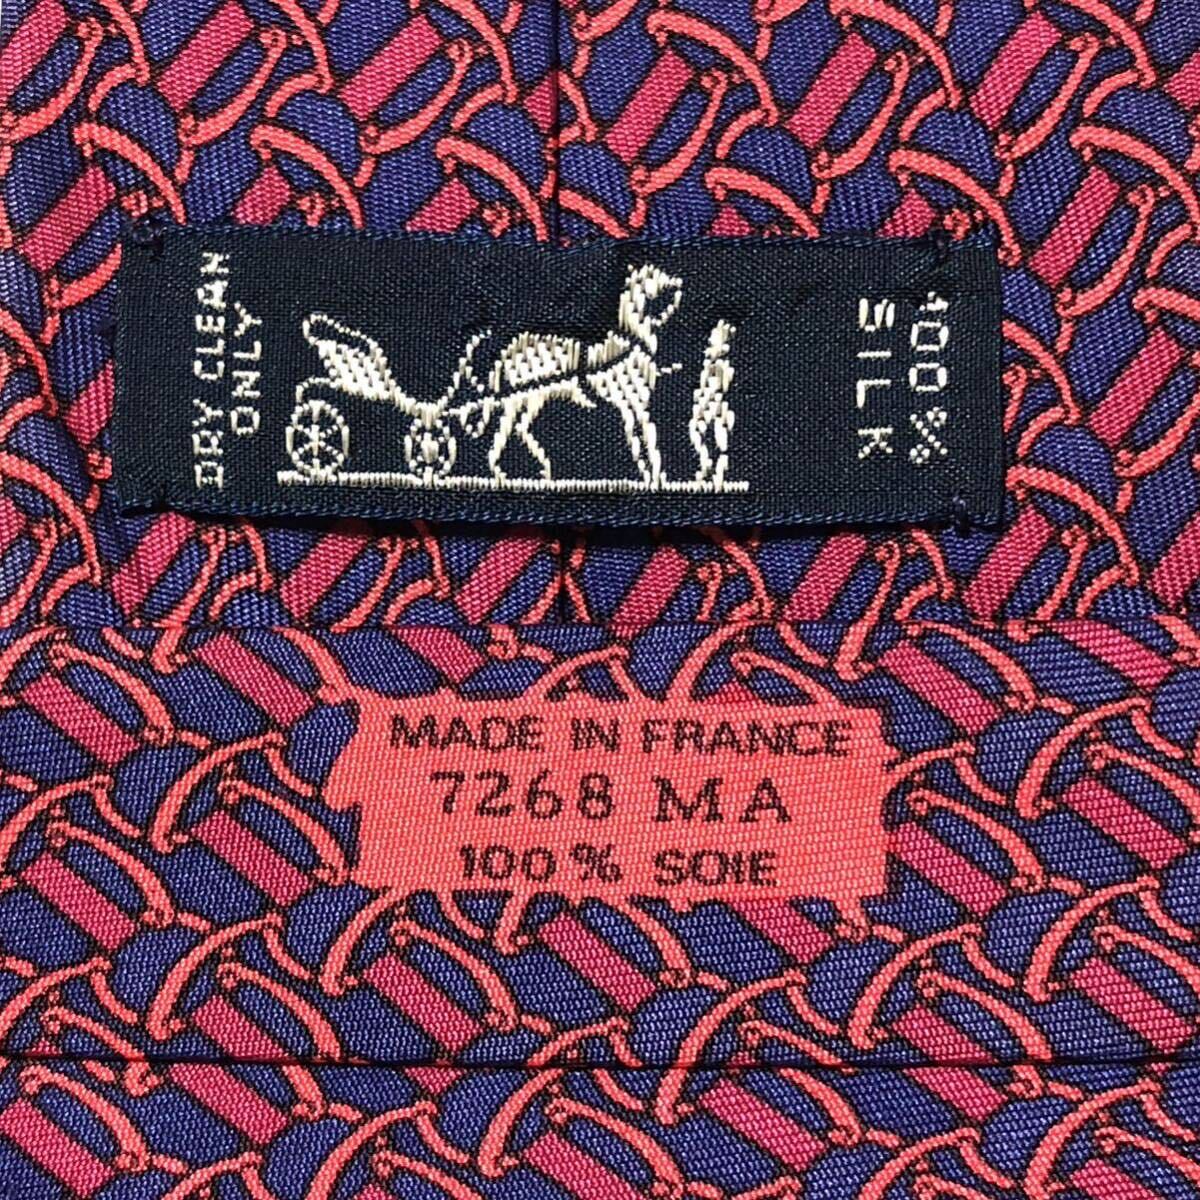 DRY CLEAN
ONLY
100%
SILK
MADE IN FRANCE
7268 MA
100% SOIE